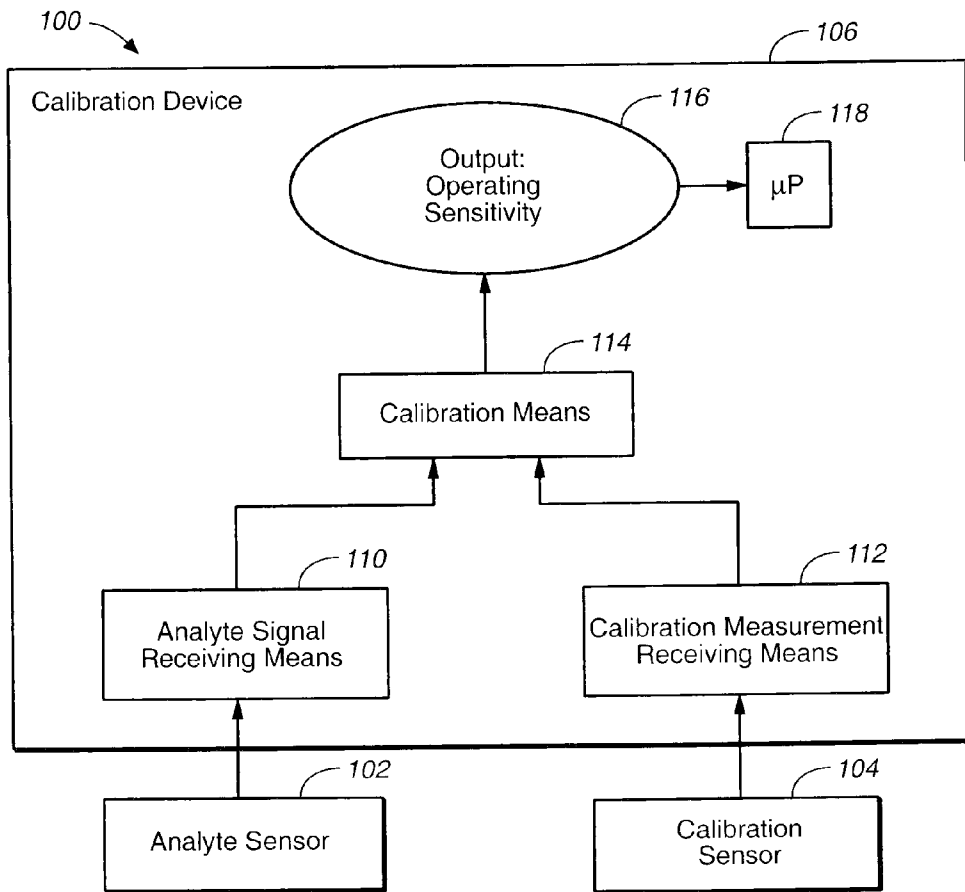 100
106
Calibration Device
116
118
Output:
Operating
Sensitivity
µP
114
Calibration Means
110
112
Analyte Signal
Receiving Means
Calibration Measurement
Receiving Means
102
104
Analyte Sensor
Calibration
Sensor